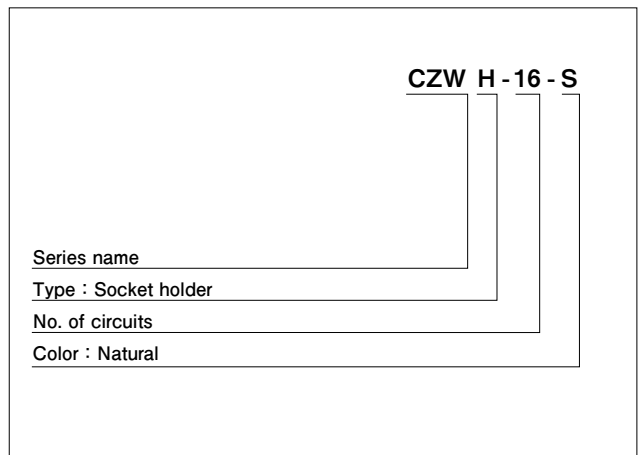 CZW H - 16 - S
Series name
Type : Socket holder
No. of circuits
Color : Natural